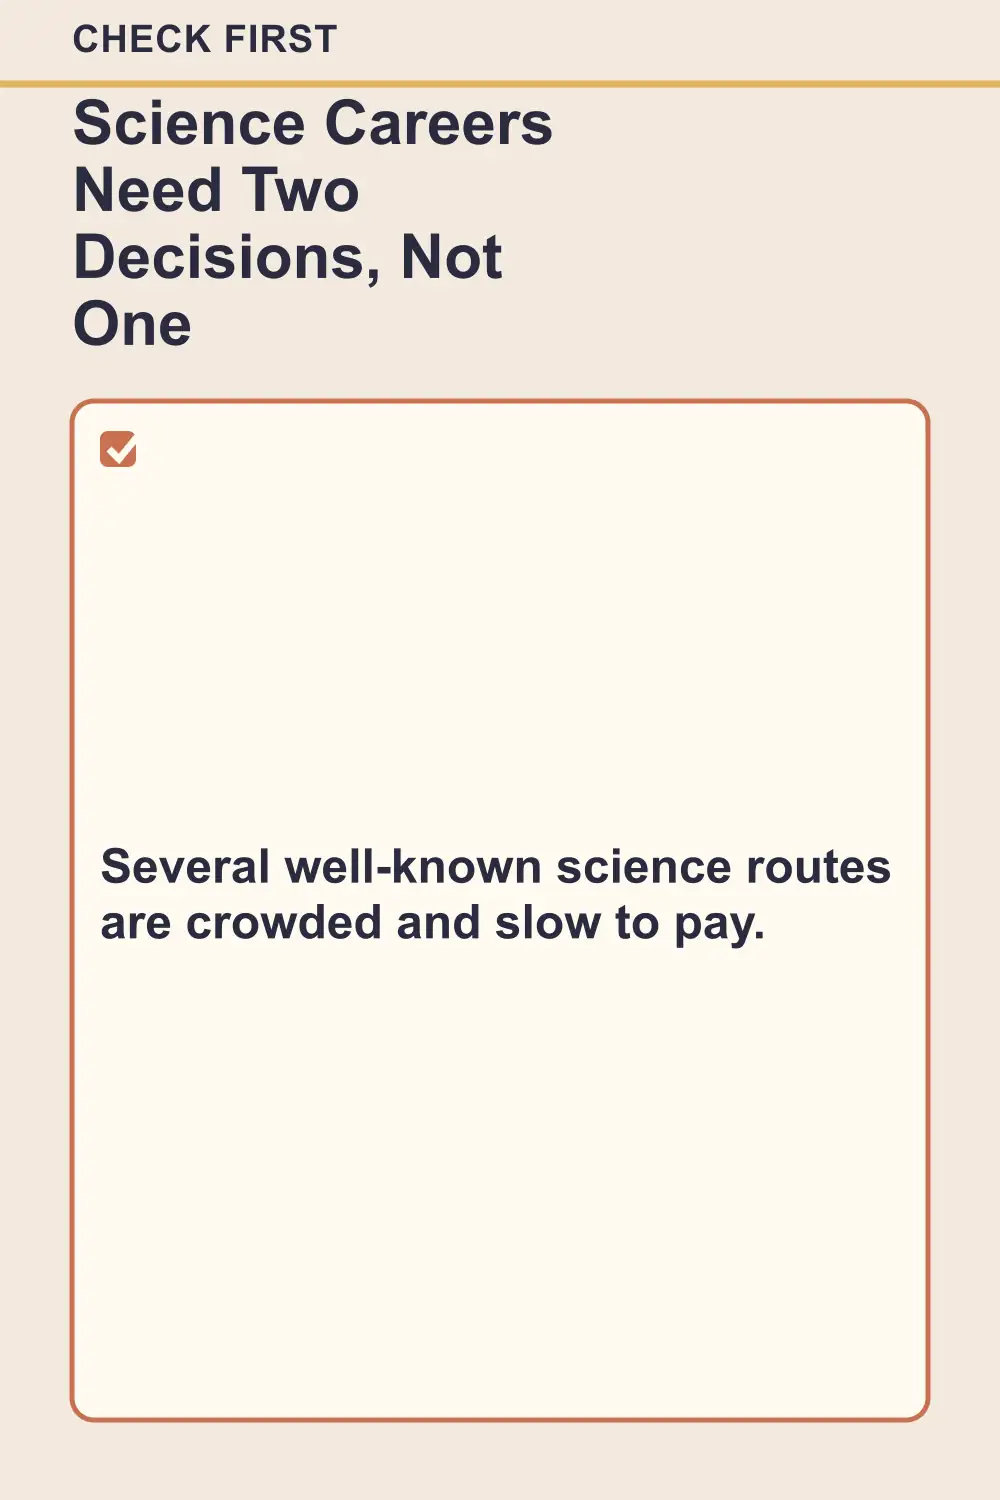 CHECK FIRST
Science Careers
Need Two
Decisions, Not
One
Several well-known science routes
are crowded and slow to pay.